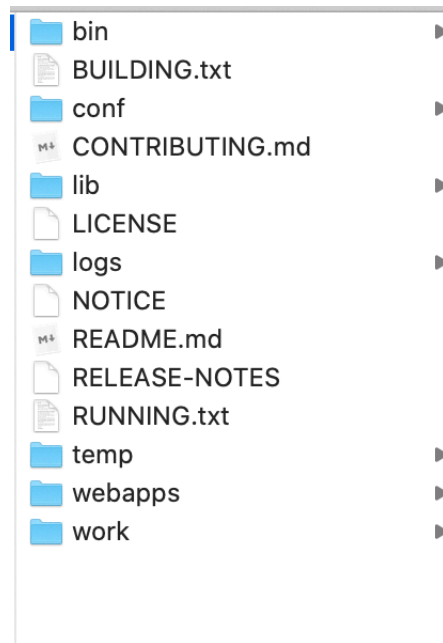 bin
BUILDING.txt
conf
CONTRIBUTING.md
lib
LICENSE
logs
NOTICE
README.md
RELEASE-NOTES
RUNNING.txt
temp
webapps
work